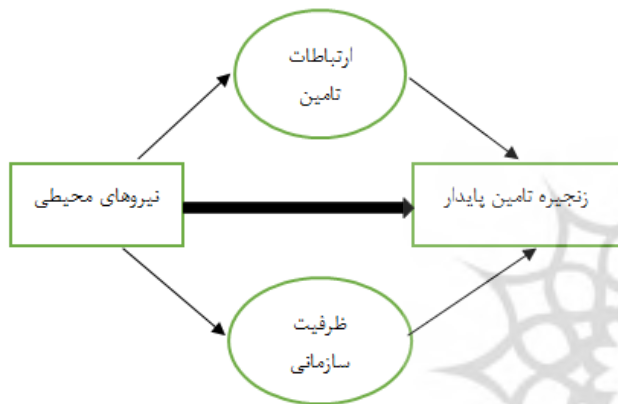 ارتباطات
تامین
زنجیره تامین پایدار
نیروهای محیطی
ظرفیت
سازمانی